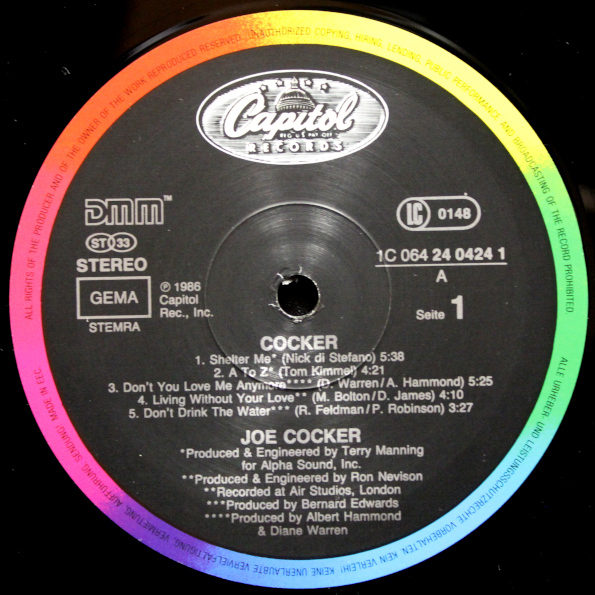 ALL RIGHTS OF THE PRODUCER AND OF THE OWNER OF THE WORK REPRODUCED RESERVED. UNAUTHORIZED COPYING, HIRING, LENDING, PUBLIC PERFORMANCE AND BROADCASTING OF THE RECORD PROHIBITED.
Capitol
REG. U.S. PAT. OFF.
RECORDS
DMM™
LC 0148
ST 33
STEREO
1C 064 24 0424 1
A
GEMA
STEMRA
℗ 1986
Capitol
Rec., Inc.
Seite 1
COCKER
1. Shelter Me* (Nick di Stefano) 5:38
2. A To Z* (Tom Kimmel) 4:21
3. Don't You Love Me Anymore**** (D. Warren/A. Hammond) 5:25
4. Living Without Your Love** (M. Bolton/D. James) 4:10
5. Don't Drink The Water*** (R. Feldman/P. Robinson) 3:27
JOE COCKER
*Produced & Engineered by Terry Manning
for Alpha Sound, Inc.
**Produced & Engineered by Ron Nevison
**Recorded at Air Studios, London
***Produced by Bernard Edwards
****Produced by Albert Hammond
& Diane Warren
ALLE URHEBER- UND LEISTUNGSSCHUTZRECHTE VORBEHALTEN. KEIN VERLEIH! KEINE UNERLAUBTE VERVIELFÄLTIGUNG, VERMIETUNG, AUFFÜHRUNG, SENDUNG! MADE IN EEC